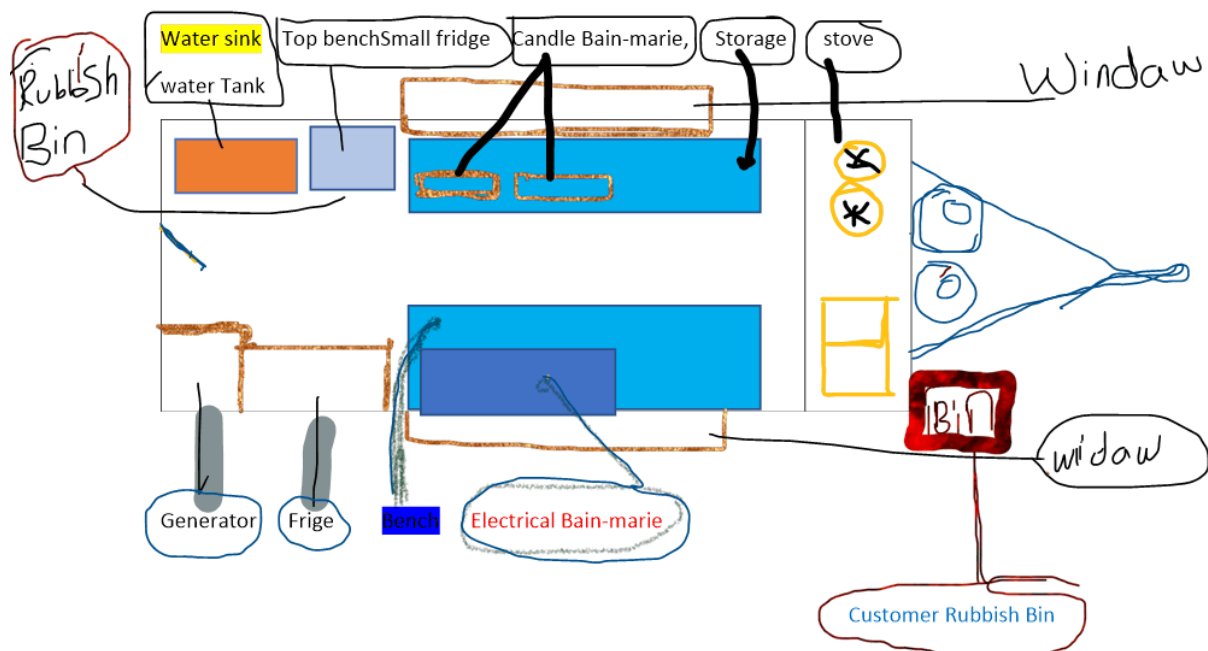 Water sink
water Tank
Top benchSmall fridge
Candle Bain-marie,
Storage
stove
Rubbish
Bin
Windaw
Bin
widaw
Generator
Frige
Bench
Electrical Bain-marie
Customer Rubbish Bin